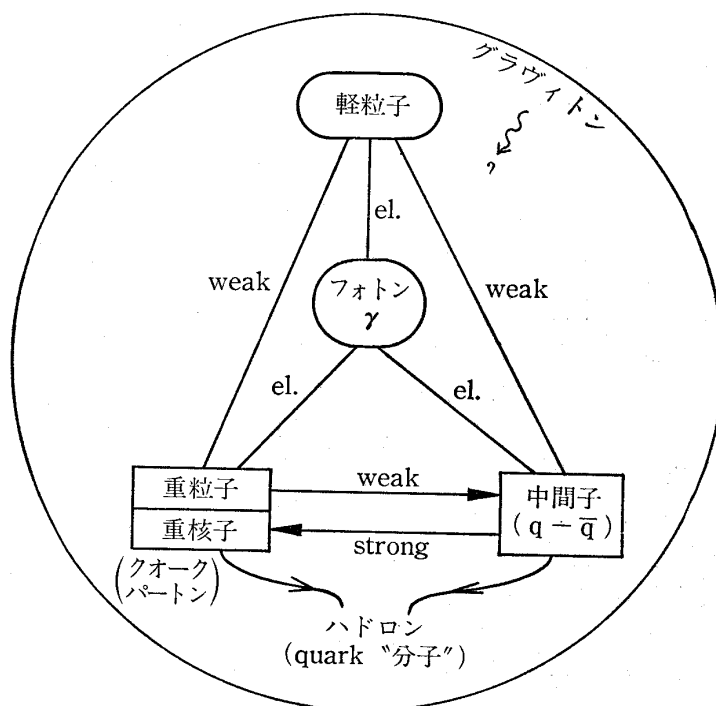 グラヴィトン
?
軽粒子
el.
weak
weak
フォトン
γ
el.
el.
重粒子
重核子
weak
strong
中間子
(q－q̅)
(クオーク
パートン)
ハドロン
(quark 〝分子〟)